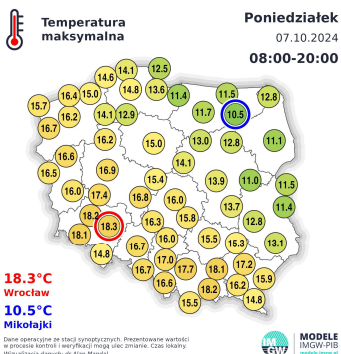 Temperatura
maksymalna
Poniedziałek
07.10.2024
08:00-20:00
14.6 14.1 12.5
16.4 15.0 14.8 13.6 11.4 11.5 12.8
15.7 16.2 14.1 12.9 11.7 10.5
16.7 16.2 15.0 13.0 12.8 11.1
16.6 16.9 14.1
16.5 15.4 13.9 11.0 11.5
16.0 17.4 16.8 16.0 13.7 11.4
18.2 18.3 16.3 15.8 12.8
18.1 16.7 16.0 15.5 15.3 13.1
14.8 16.7 17.0 17.7 18.1 17.2
16.6 18.2 16.2 15.9
15.5 14.8
18.3°C
Wrocław
10.5°C
Mikołajki
Dane operacyjne ze stacji synoptycznych. Prezentowane wartości
w procesie kontroli i weryfikacji mogą ulec zmianie. Czas lokalny.
IMGW
MODELE
IMGW-PIB